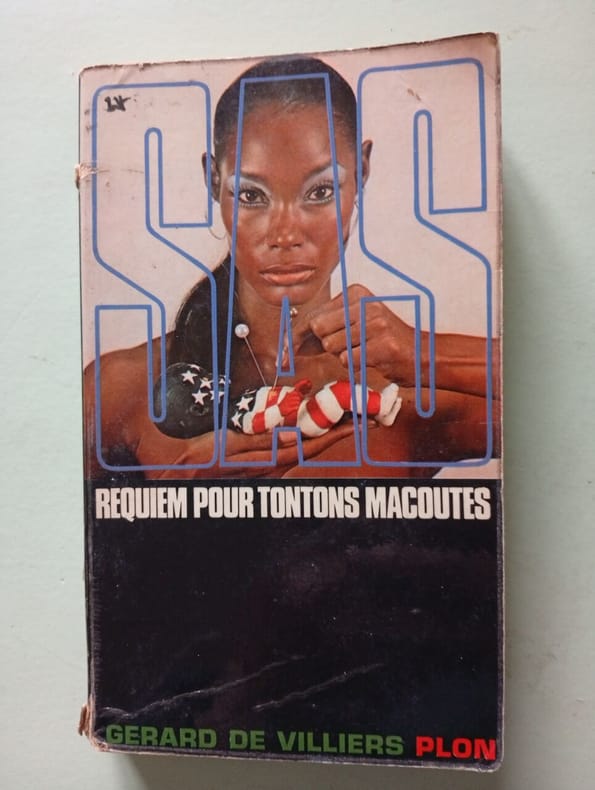 SAS
REQUIEM POUR TONTONS MACOUTES
GERARD DE VILLIERS PLON